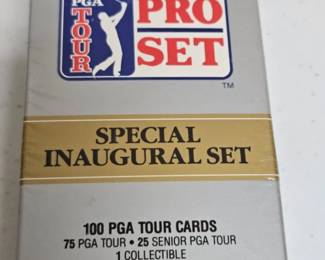 PGA
TOUR
PRO
SET
TM
SPECIAL
INAUGURAL SET
100 PGA TOUR CARDS
75 PGA TOUR • 25 SENIOR PGA TOUR
1 COLLECTIBLE